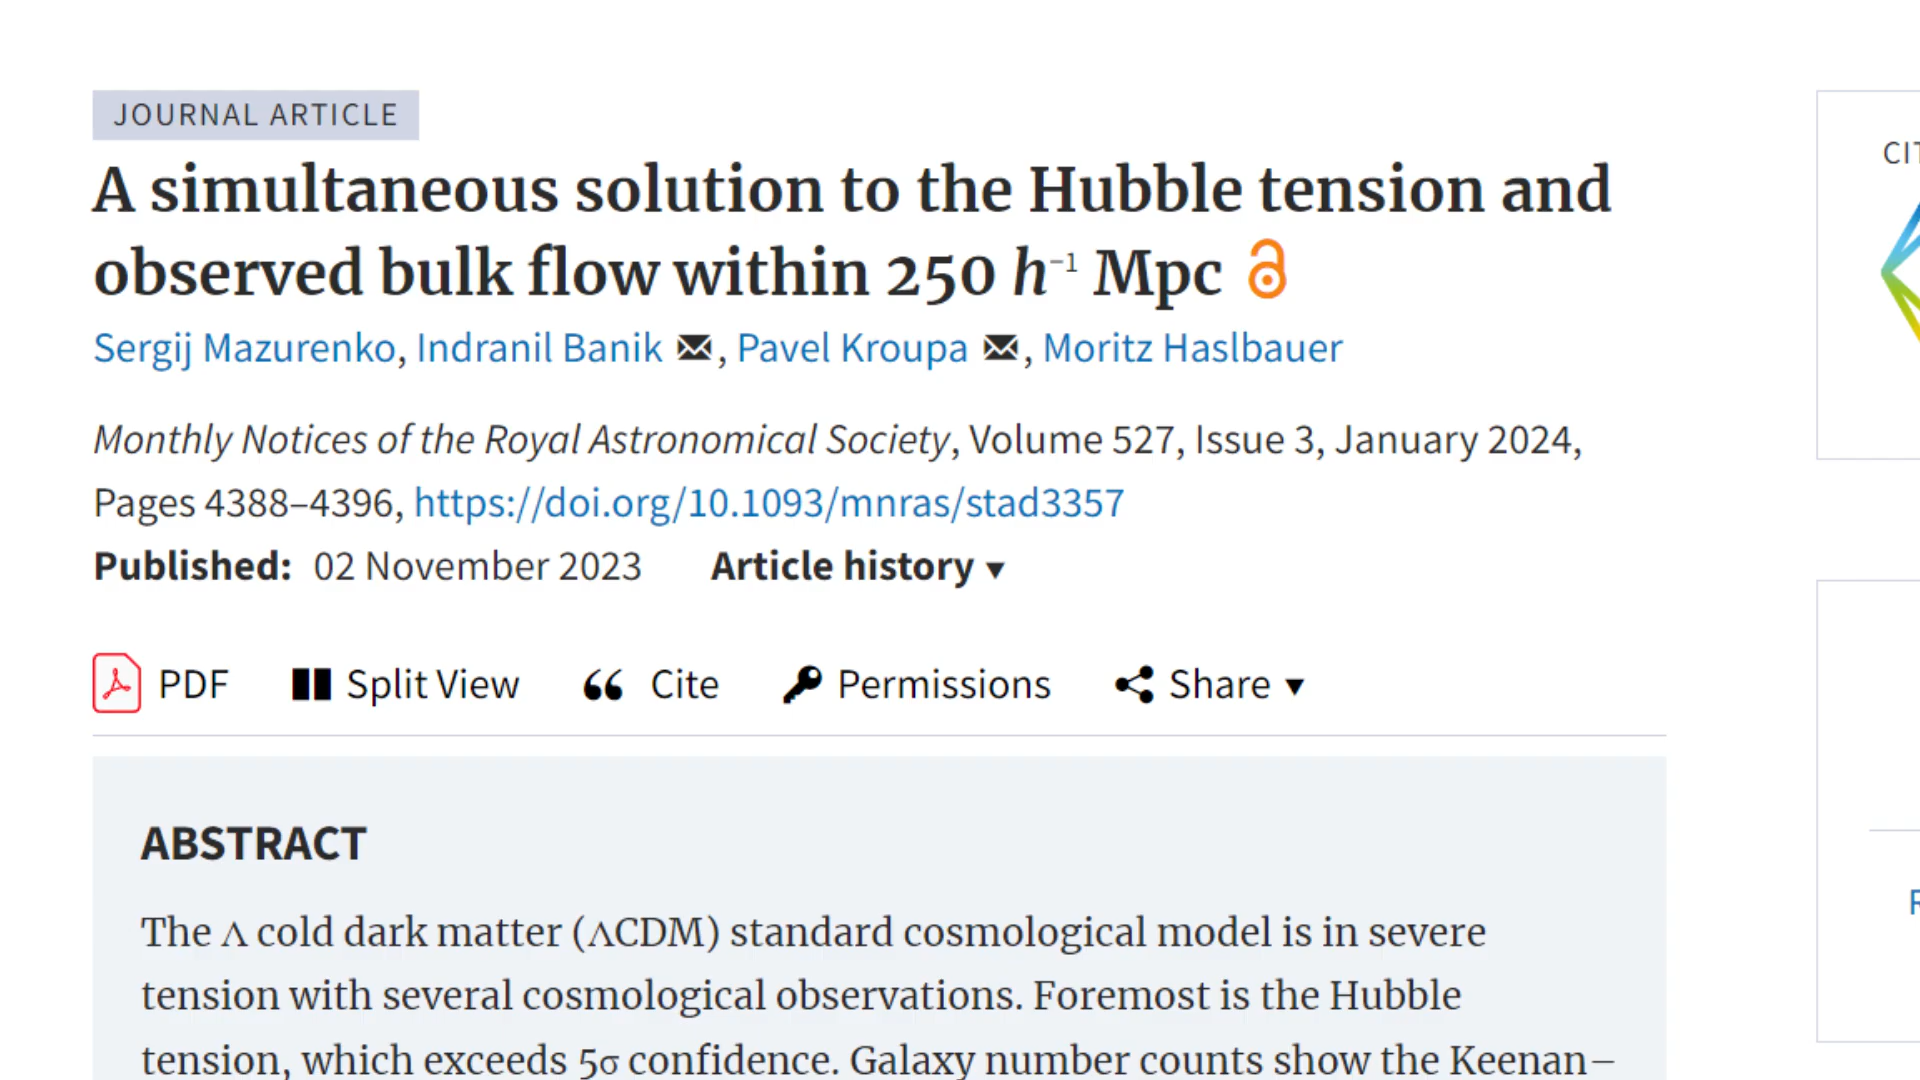 JOURNAL ARTICLE
A simultaneous solution to the Hubble tension and
observed bulk flow within 250 h⁻¹ Mpc
Sergij Mazurenko, Indranil Banik, Pavel Kroupa, Moritz Haslbauer
Monthly Notices of the Royal Astronomical Society, Volume 527, Issue 3, January 2024,
Pages 4388–4396, https://doi.org/10.1093/mnras/stad3357
Published: 02 November 2023 Article history ▼
PDF Split View Cite Permissions Share ▼
ABSTRACT
The Λ cold dark matter (ΛCDM) standard cosmological model is in severe
tension with several cosmological observations. Foremost is the Hubble
tension, which exceeds 5σ confidence. Galaxy number counts show the Keenan–